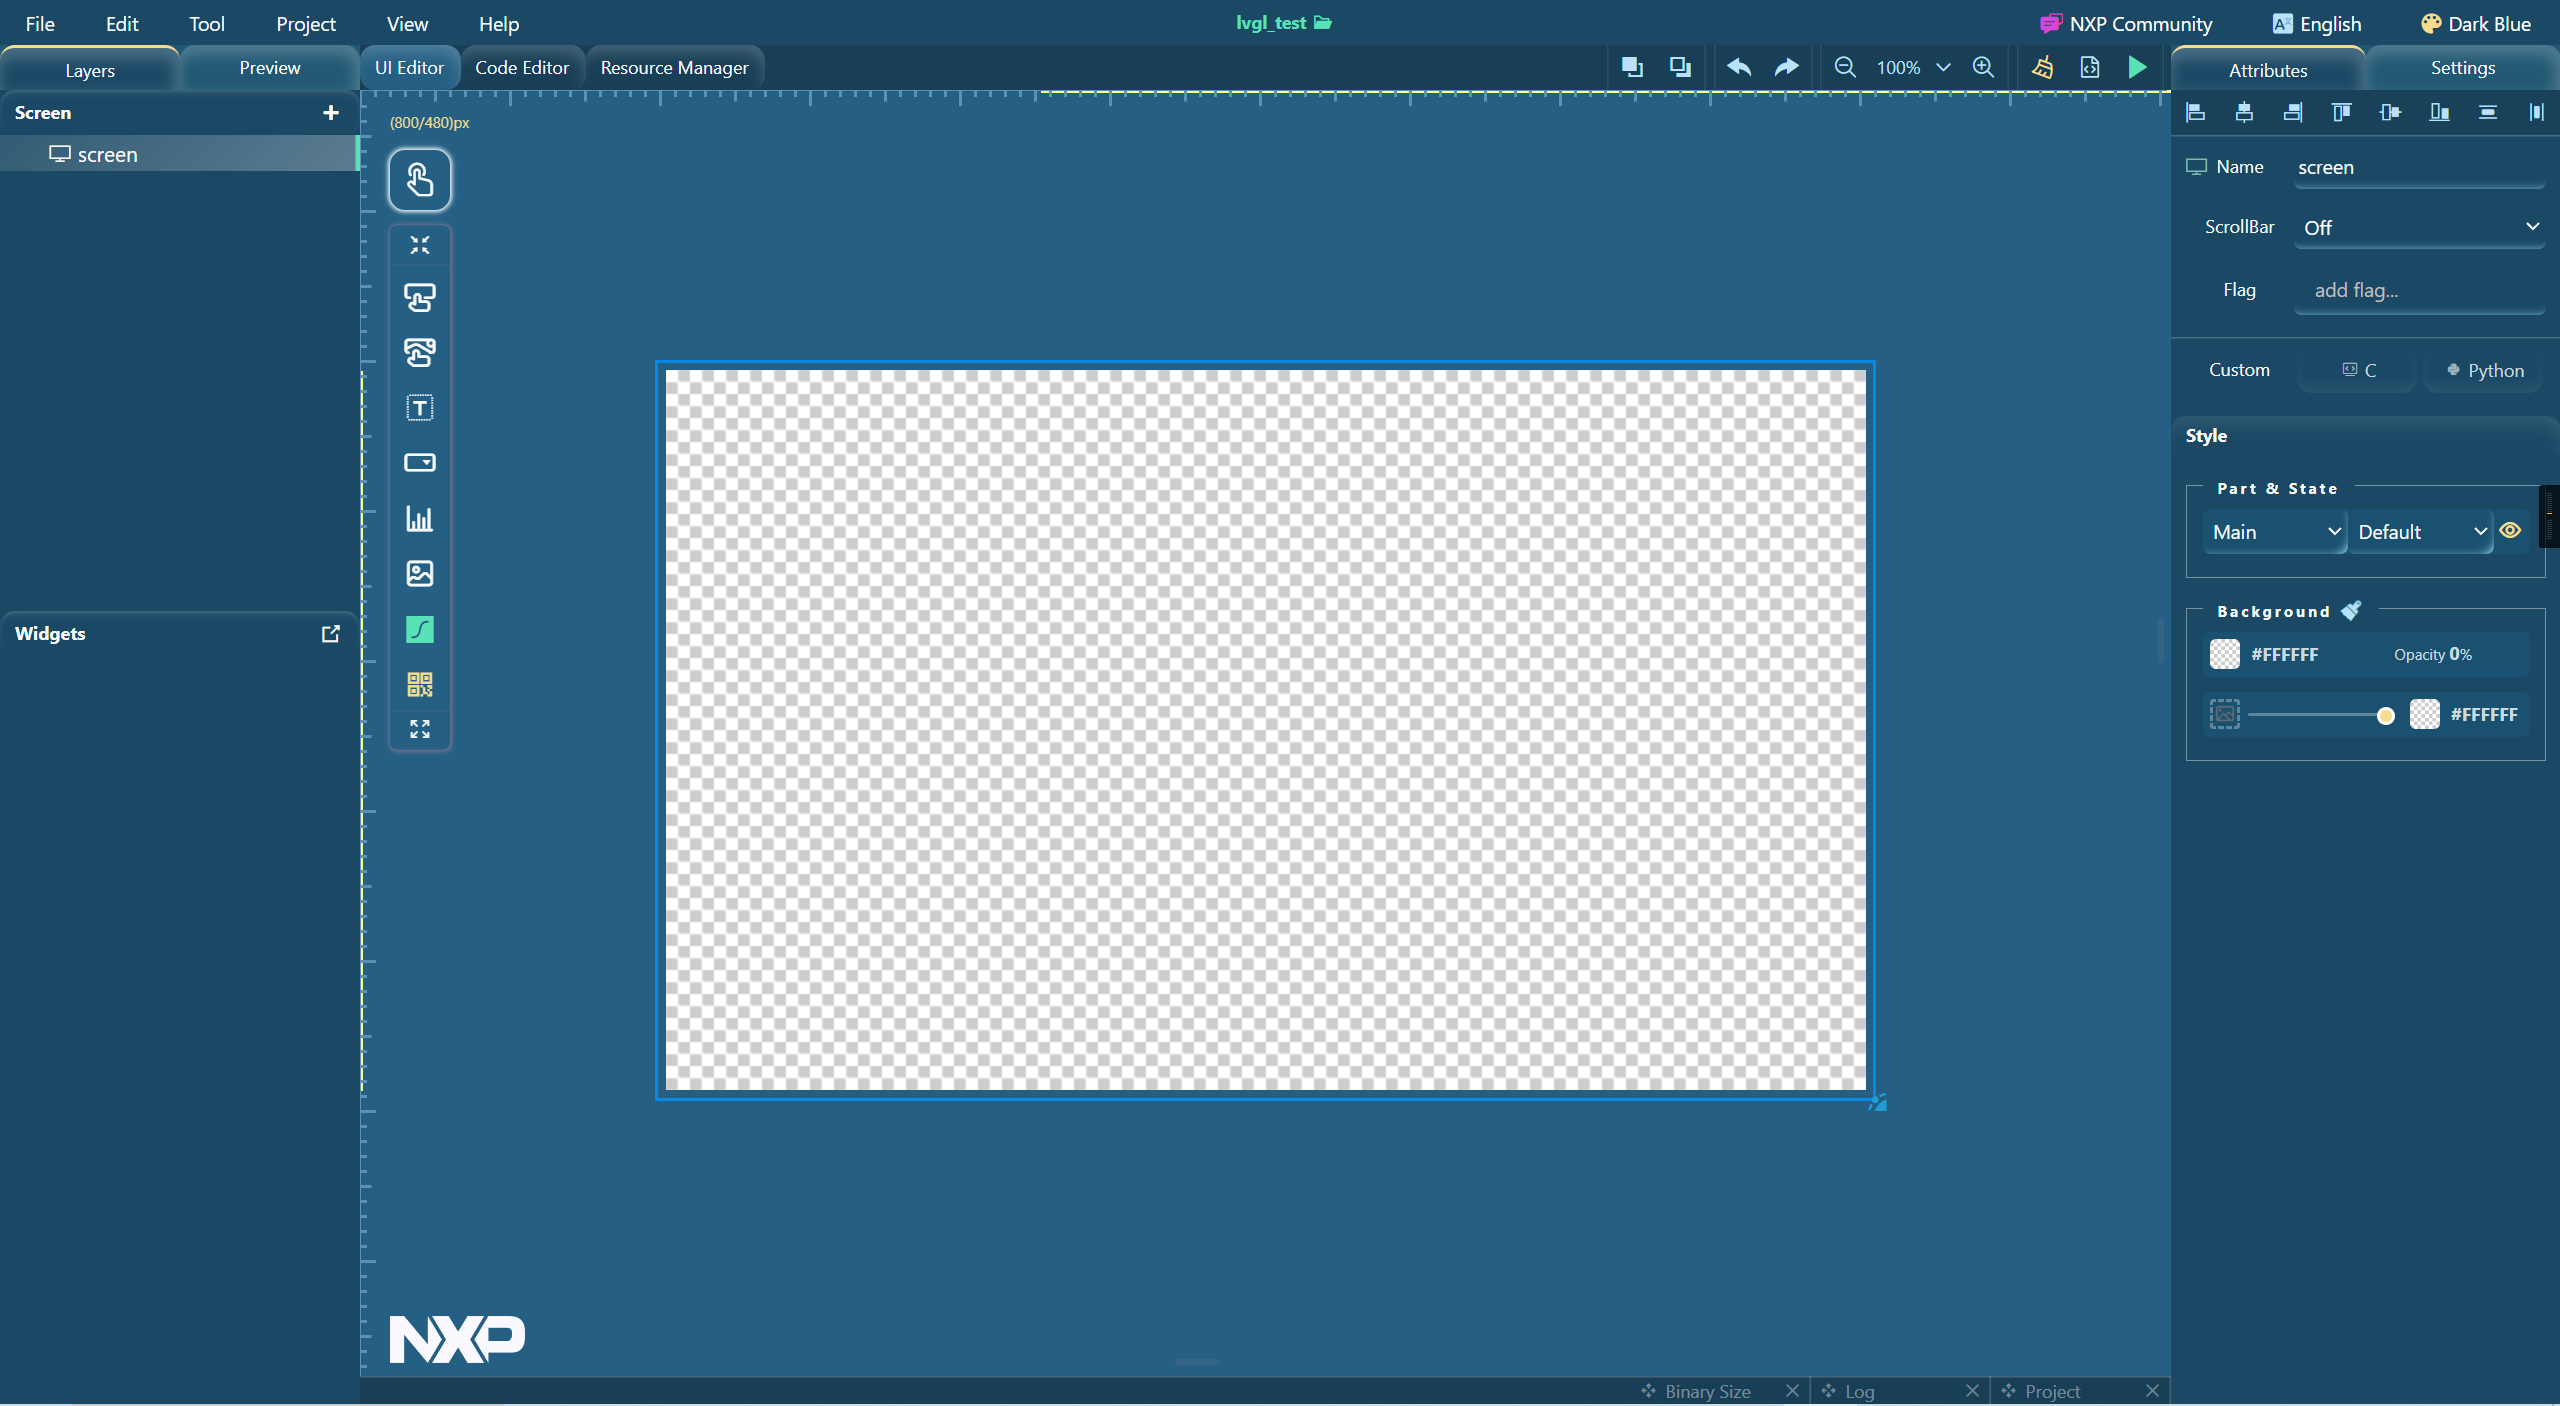 File Edit Tool Project View Help lvgl_test NXP Community English Dark Blue
Layers Preview UI Editor Code Editor Resource Manager 100% Attributes Settings
Screen
(800/480)px
screen
Name screen
ScrollBar Off
Flag add flag...
Custom C Python
Style
Part & State
Main Default
Background
Widgets
#FFFFFF Opacity 0%
#FFFFFF
NXP
Binary Size Log Project